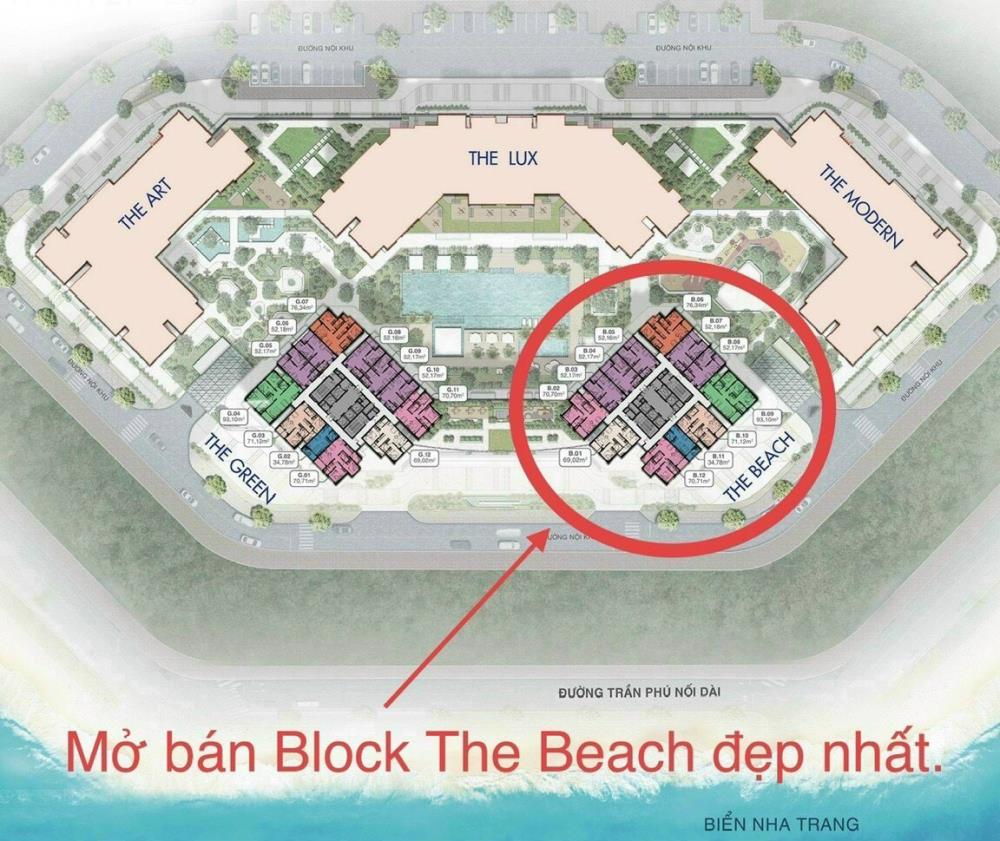 ĐƯỜNG NỘI KHU
ĐƯỜNG NỘI KHU
THE ART
THE LUX
THE MODERN
G.07
76,34m²
G.06
52,18m²
G.05
52,17m²
G.08
52,16m²
G.09
52,17m²
G.10
52,17m²
G.11
70,70m²
G.04
93,10m²
G.03
71,12m²
G.02
34,78m²
G.01
70,71m²
G.12
69,02m²
THE GREEN
B.06
76,34m²
B.07
52,18m²
B.08
52,17m²
B.05
52,16m²
B.04
52,17m²
B.03
52,17m²
B.02
70,70m²
B.01
69,02m²
B.09
93,10m²
B.10
71,12m²
B.11
34,78m²
B.12
70,71m²
THE BEACH
ĐƯỜNG NỘI KHU
ĐƯỜNG NỘI KHU
ĐƯỜNG NỘI
ĐƯỜNG TRẦN PHÚ NỐI DÀI
Mở bán Block The Beach đẹp nhất.
BIỂN NHA TRANG